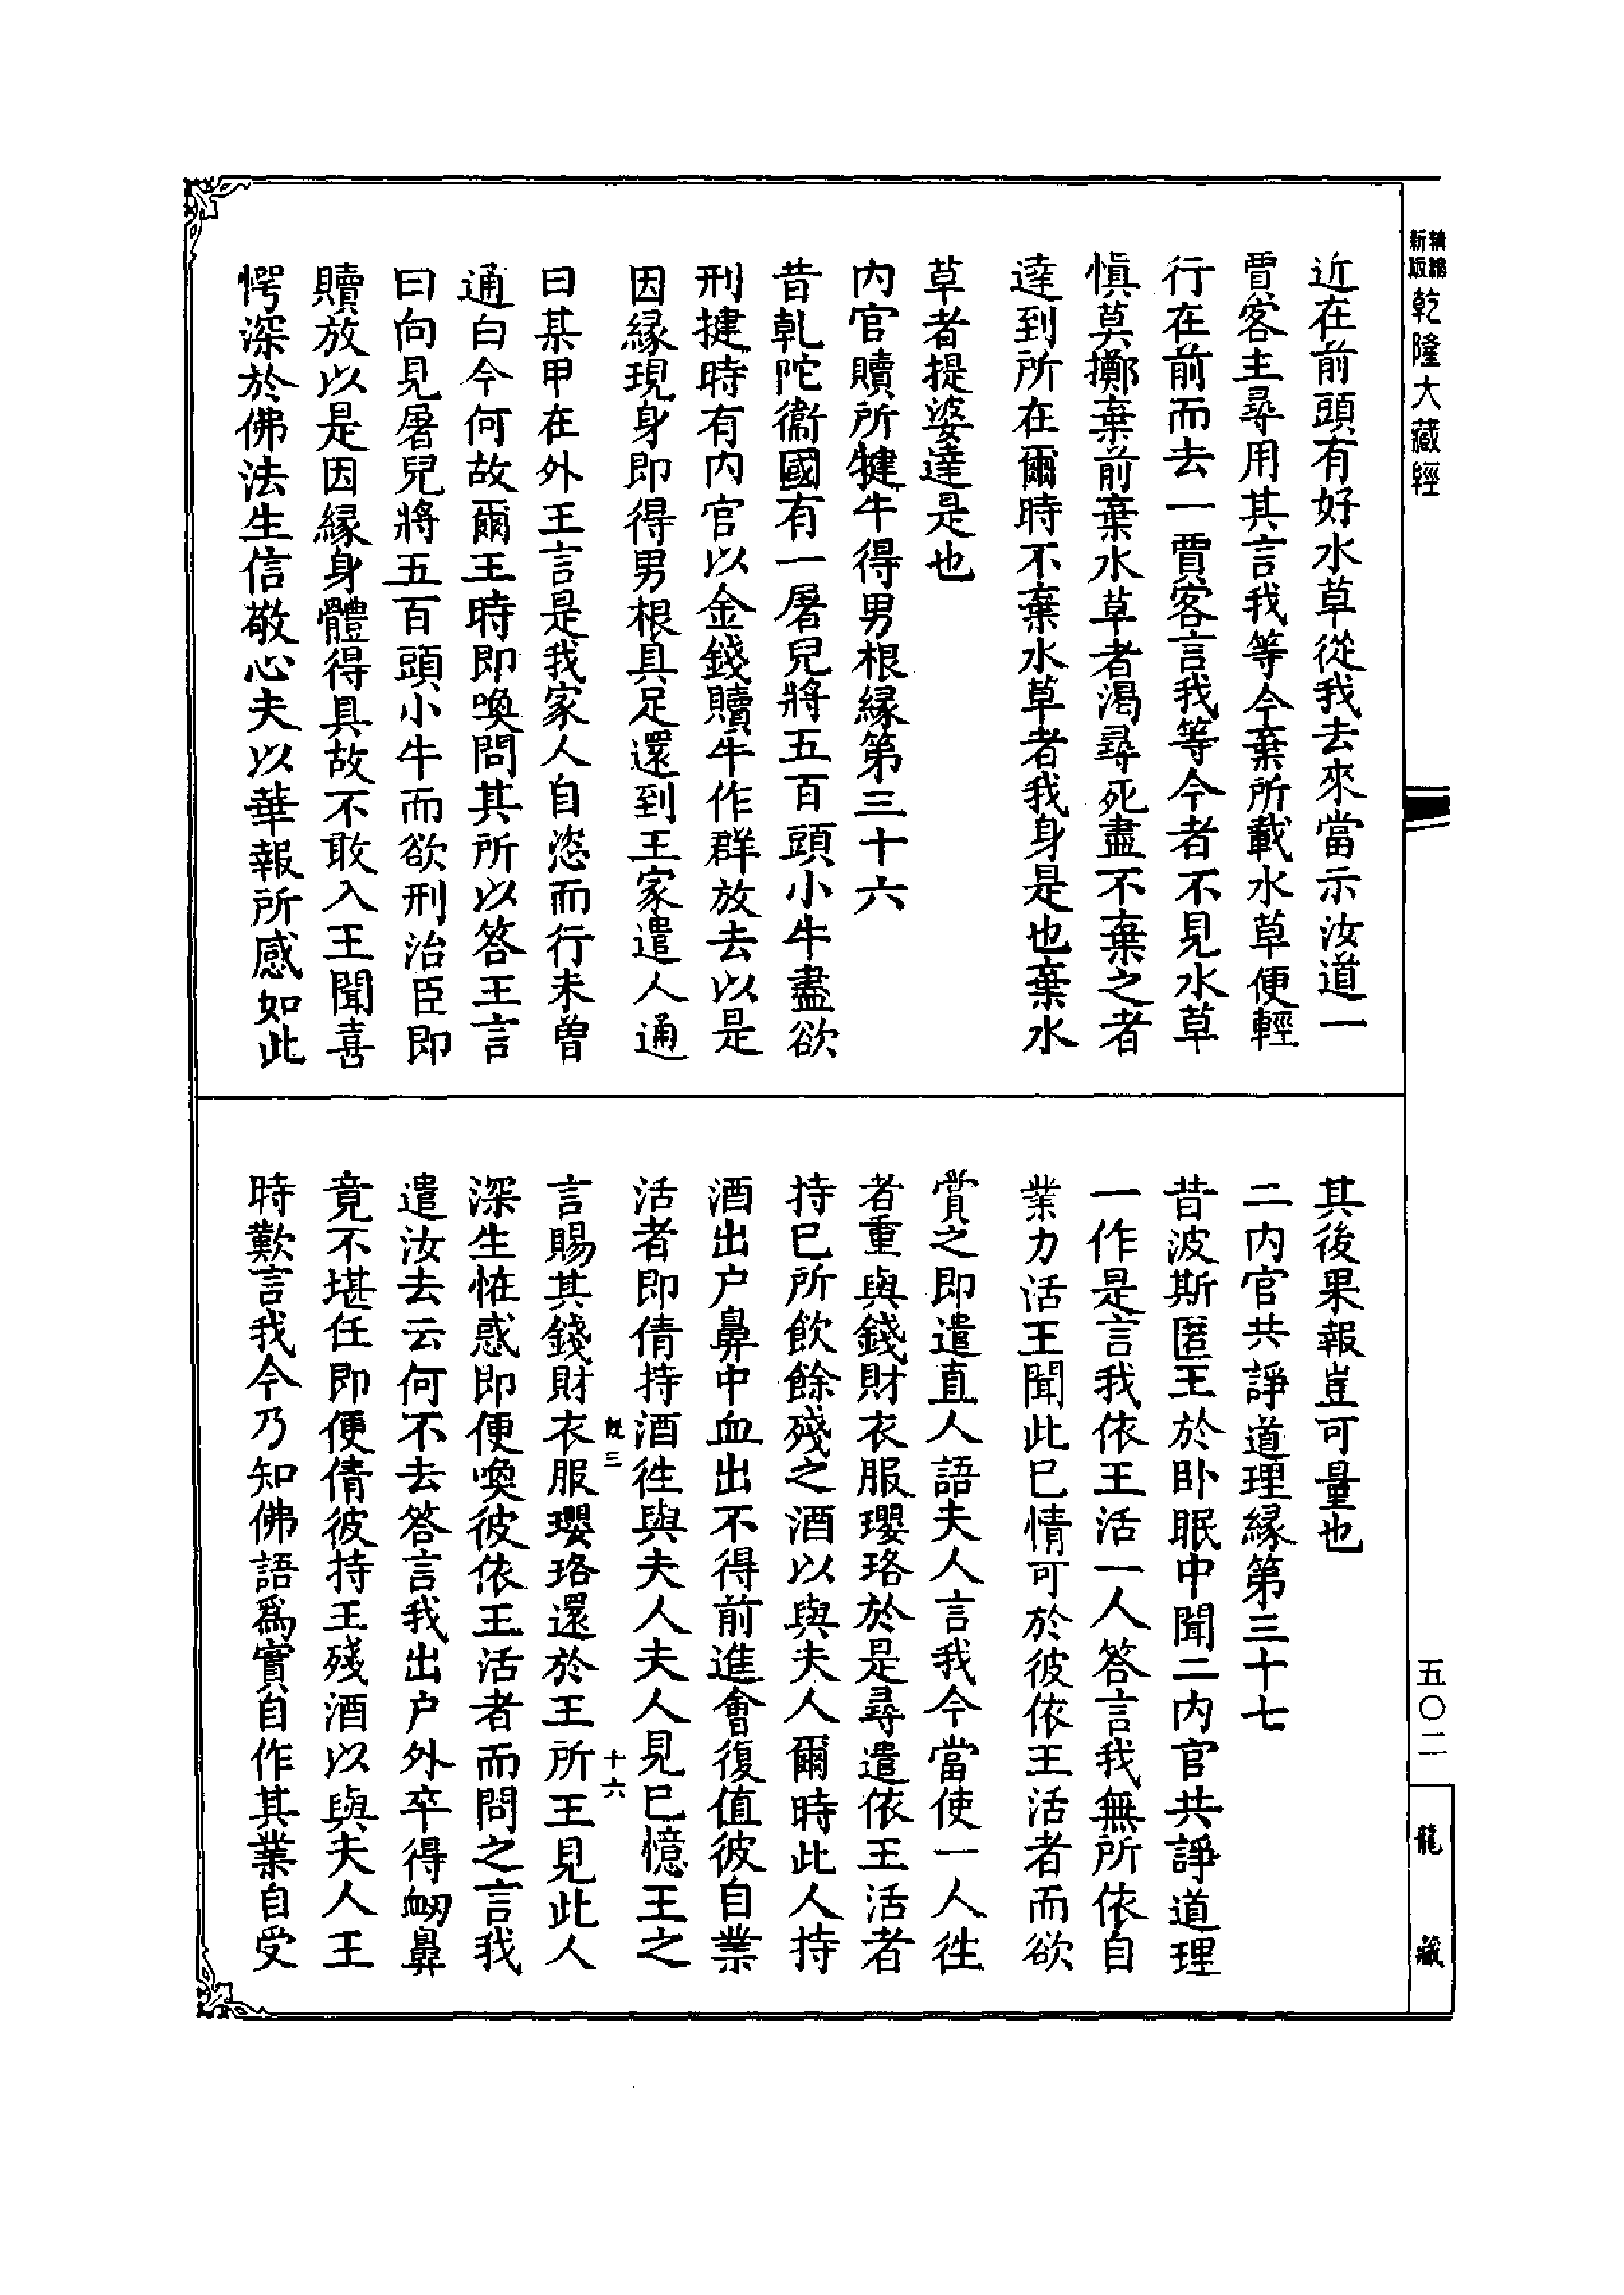 新編縮版
乾隆大藏經
近在前頭有好水草從我去來當示汝道一
賈客主尋用其言我等今棄所載水草便輕
行在前而去一賈客言我等今者不見水草
慎莫擲棄前棄水草者渴尋死盡不棄之者
達到所在爾時不棄水草者我身是也棄水
草者提婆達是也
內官贖所犍牛得男根緣第三十六
昔乹陀衞國有一屠兒將五百頭小牛盡欲
刑揵時有內官以金錢贖牛作群放去以是
因緣現身即得男根具足還到王家遣人通
曰某甲在外王言是我家人自恣而行未曾
通白今何故爾王時即喚問其所以答王言
曰向見屠兒將五百頭小牛而欲刑治臣即
贖放以是因緣身體得具故不敢入王聞喜
愕深於佛法生信敬心夫以華報所感如此
其後果報豈可量也
二內官共諍道理緣第三十七
昔波斯匿王於卧眠中聞二內官共諍道理
一作是言我依王活一人答言我無所依自
業力活王聞此已情可於彼依王活者而欲
賞之即遣直人語夫人言我今當使一人徃
者重與錢財衣服瓔珞於是尋遣依王活者
持已所飲餘殘之酒以與夫人爾時此人持
酒出户鼻中血出不得前進會復值彼自業
活者即倩持酒徃與夫人夫人見已憶王之
言賜其錢財衣服瓔珞還於王所王見此人
深生恠惑即便喚彼依王活者而問之言我
遣汝去云何不去答言我出户外卒得衂鼻
竟不堪任即便倩彼持王殘酒以與夫人王
時歎言我今乃知佛語爲實自作其業自受
三
十六
五〇二
龍藏